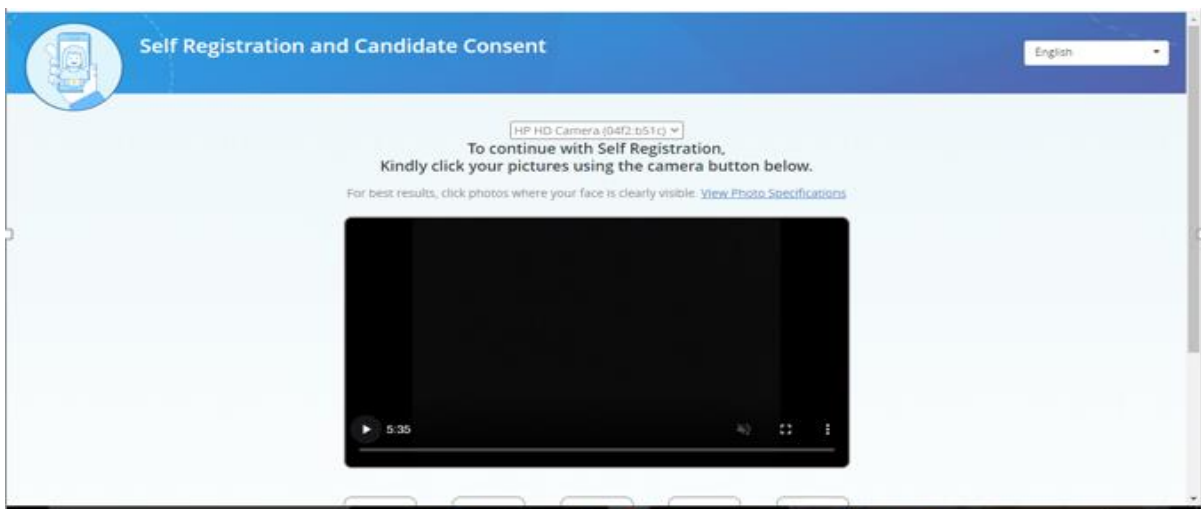 Self Registration and Candidate Consent
English
HP HD Camera (04f2:b51c)
To continue with Self Registration,
Kindly click your pictures using the camera button below.
For best results, click photos where your face is clearly visible. View Photo Specifications
5:35